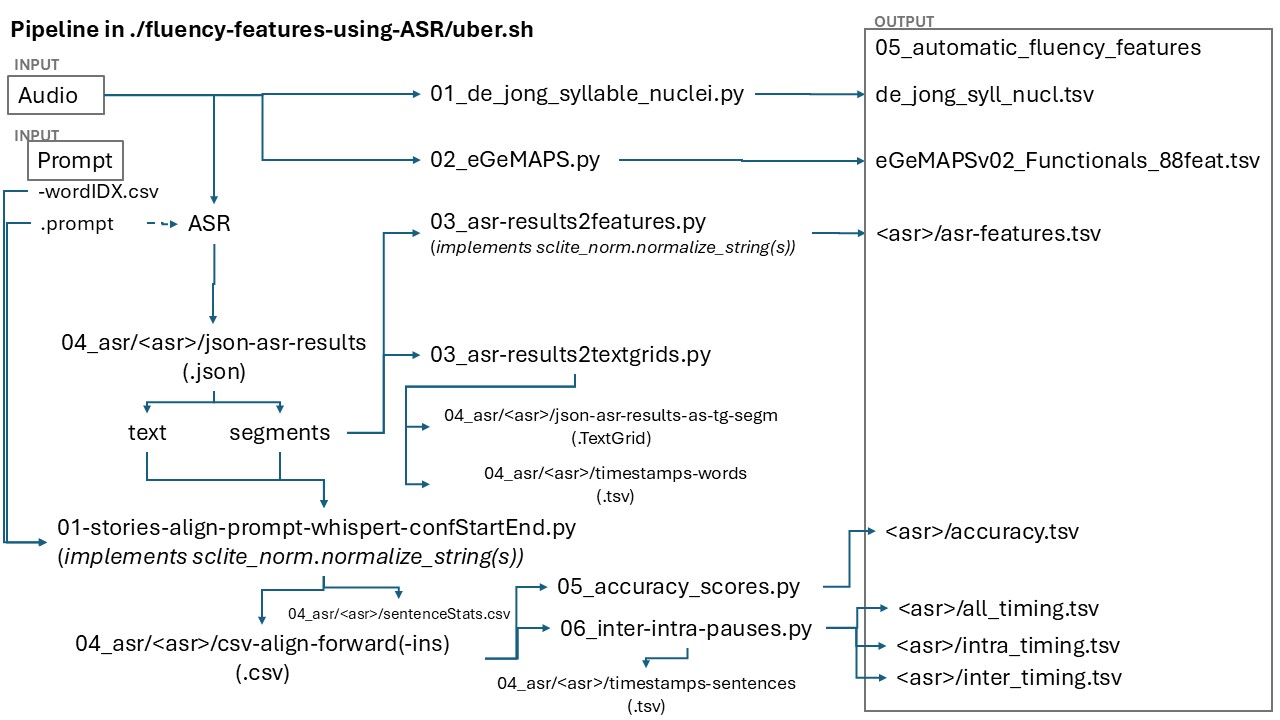 Pipeline in ./fluency-features-using-ASR/uber.sh
OUTPUT
05_automatic_fluency_features
INPUT
Audio
01_de_jong_syllable_nuclei.py
de_jong_syll_nucl.tsv
INPUT
Prompt
02_eGeMAPS.py
eGeMAPSv02_Functionals_88feat.tsv
-wordIDX.csv
.prompt
ASR
03_asr-results2features.py
(implements sclite_norm.normalize_string(s))
<asr>/asr-features.tsv
04_asr/<asr>/json-asr-results
(.json)
03_asr-results2textgrids.py
text
segments
04_asr/<asr>/json-asr-results-as-tg-segm
(.TextGrid)
04_asr/<asr>/timestamps-words
(.tsv)
01-stories-align-prompt-whispert-confStartEnd.py
(implements sclite_norm.normalize_string(s))
<asr>/accuracy.tsv
05_accuracy_scores.py
04_asr/<asr>/sentenceStats.csv
<asr>/all_timing.tsv
06_inter-intra-pauses.py
04_asr/<asr>/csv-align-forward(-ins)
(.csv)
<asr>/intra_timing.tsv
<asr>/inter_timing.tsv
04_asr/<asr>/timestamps-sentences
(.tsv)